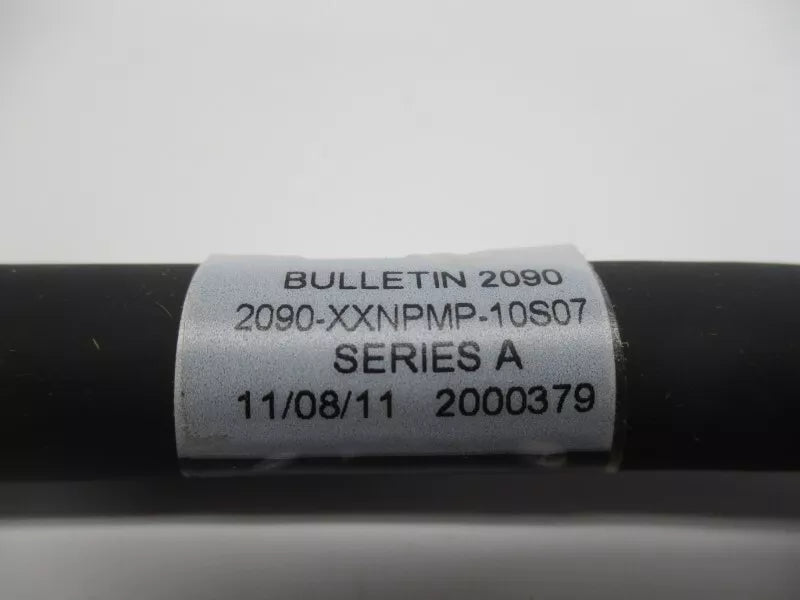 BULLETIN 2090
2090-XXNPMP-10S07
SERIES A
11/08/11 2000379